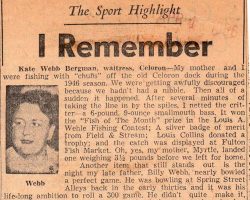 The Sport Highlight
I Remember
Kate Webb Bergman, waitress, Celoron—My mother and I
were fishing with "chubs" off the old Celoron dock during the
1946 season. We were getting awfully discouraged
because we hadn't had a nibble. Then all of a
sudden it happened. After several minutes of
taking the line in by the spies, I netted the crit-
ter—a 6-pound, 9-ounce smallmouth bass. It won
the "Fish of The Month" prize in the Louis A.
Wehle Fishing Contest; A silver badge of merit
from Field & Stream; Louis Collins donated a
trophy; and the catch was displayed at Fulton
Fish Market. Oh, yes, my mother, Myrtle, landed
one weighing 3½ pounds before we left for home.
Another item that still stands out is the
night my late father, Billy Webb, nearly bowled
a perfect game. He was bowling at Spring Street
Alleys back in the early thirties and it was his
life-long ambition to roll a 300 game. He didn't quite make it,
Webb